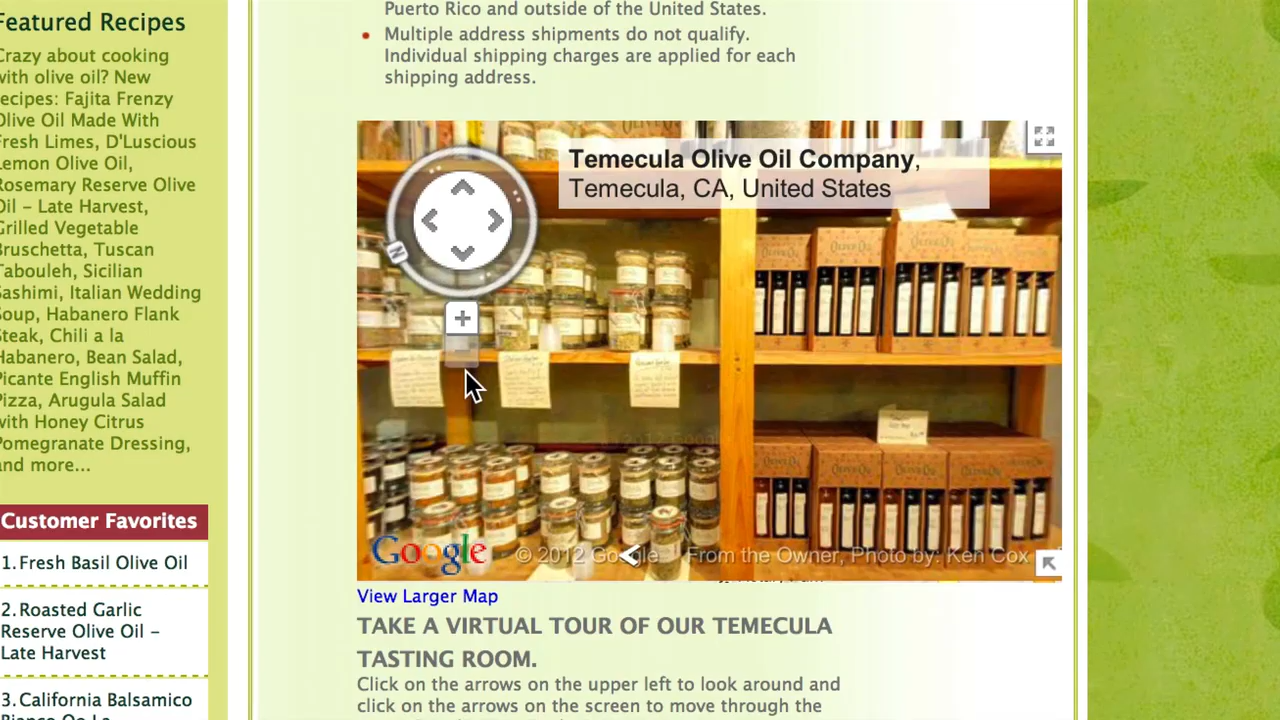 Featured Recipes
Crazy about cooking
with olive oil? New
recipes: Fajita Frenzy
Olive Oil Made With
Fresh Limes, D'Luscious
Lemon Olive Oil,
Rosemary Reserve Olive
Oil – Late Harvest,
Grilled Vegetable
Bruschetta, Tuscan
Tabouleh, Sicilian
Sashimi, Italian Wedding
Soup, Habanero Flank
Steak, Chili a la
Habanero, Bean Salad,
Picante English Muffin
Pizza, Arugula Salad
with Honey Citrus
Pomegranate Dressing,
and more...
Customer Favorites
1. Fresh Basil Olive Oil
2. Roasted Garlic
Reserve Olive Oil –
Late Harvest
3. California Balsamico
Puerto Rico and outside of the United States.
• Multiple address shipments do not qualify.
Individual shipping charges are applied for each
shipping address.
Temecula Olive Oil Company,
Temecula, CA, United States
N
+
Google
© 2012 Google
From the Owner, Photo by: Ken Cox
View Larger Map
TAKE A VIRTUAL TOUR OF OUR TEMECULA
TASTING ROOM.
Click on the arrows on the upper left to look around and
click on the arrows on the screen to move through the